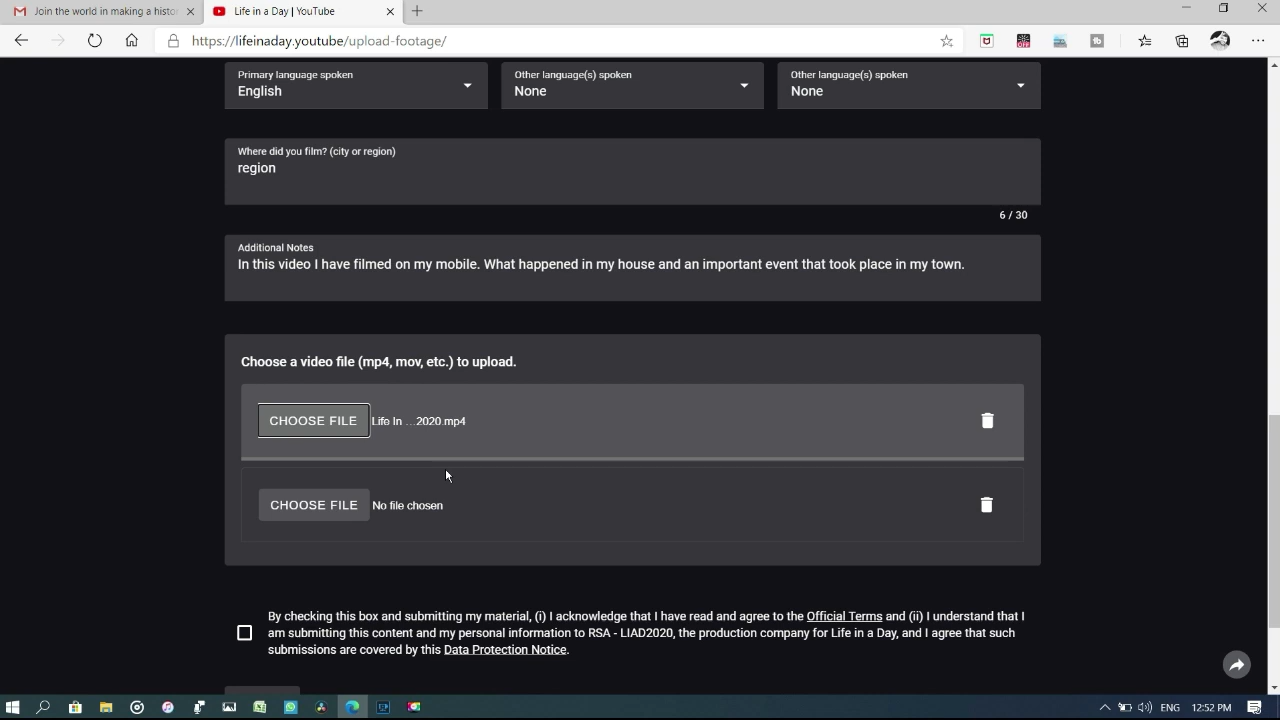 Join the world in making a histor
Life in a Day | YouTube
https://lifeinaday.youtube/upload-footage/
Primary language spoken
English
Other language(s) spoken
None
Other language(s) spoken
None
Where did you film? (city or region)
region
6 / 30
Additional Notes
In this video I have filmed on my mobile. What happened in my house and an important event that took place in my town.
Choose a video file (mp4, mov, etc.) to upload.
CHOOSE FILE Life In ...2020.mp4
CHOOSE FILE No file chosen
By checking this box and submitting my material, (i) I acknowledge that I have read and agree to the Official Terms and (ii) I understand that I
am submitting this content and my personal information to RSA - LIAD2020, the production company for Life in a Day, and I agree that such
submissions are covered by this Data Protection Notice.
ENG 12:52 PM